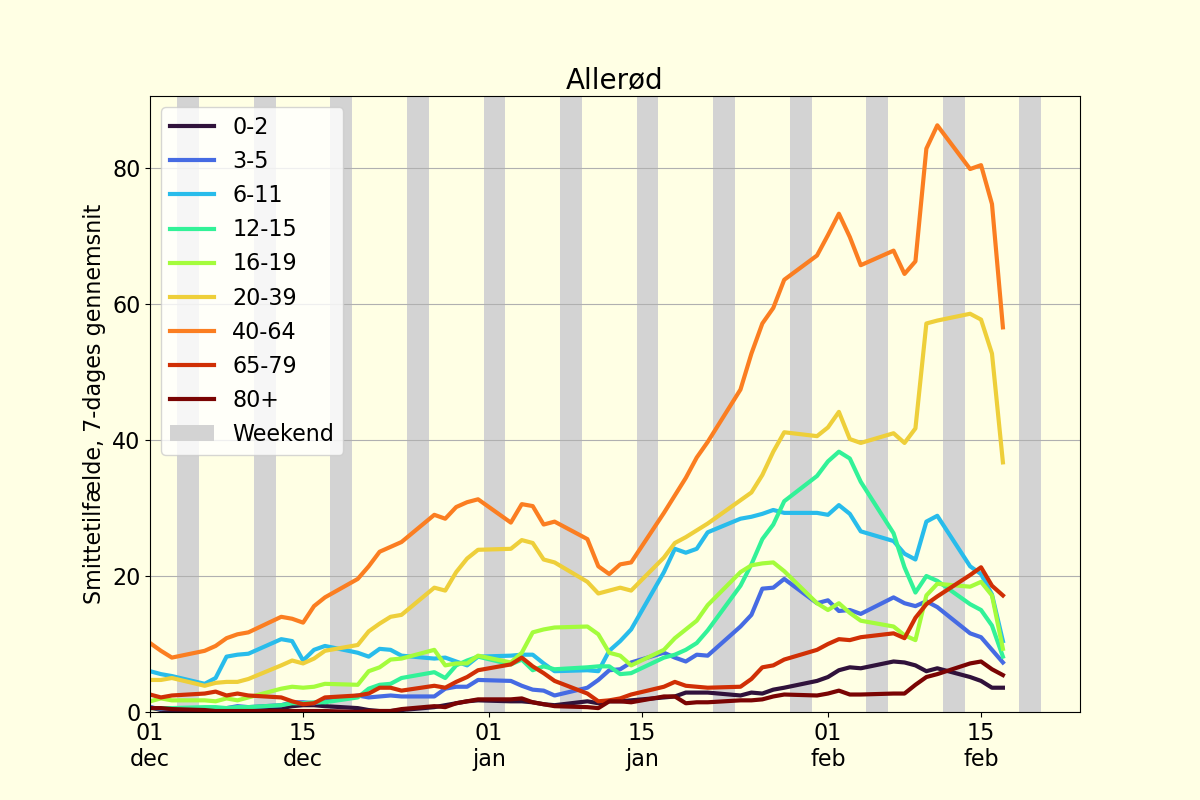 Allerød
Smittetilfælde, 7-dages gennemsnit
80
60
40
20
0
0-2
3-5
6-11
12-15
16-19
20-39
40-64
65-79
80+
Weekend
01 15 01 15 01 15
dec dec jan jan feb feb